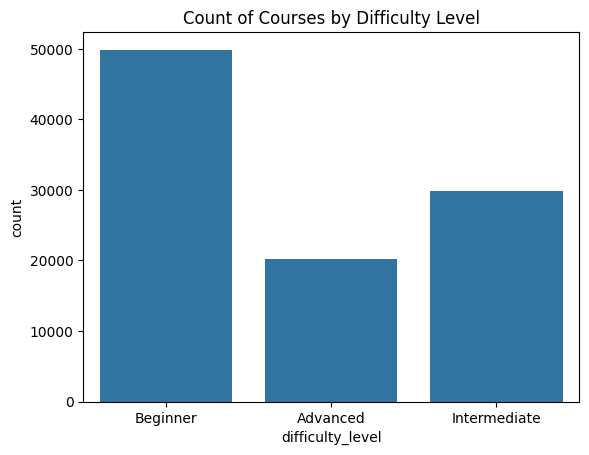 Count of Courses by Difficulty Level
50000
40000
30000
20000
10000
0
count
Beginner Advanced Intermediate
difficulty_level